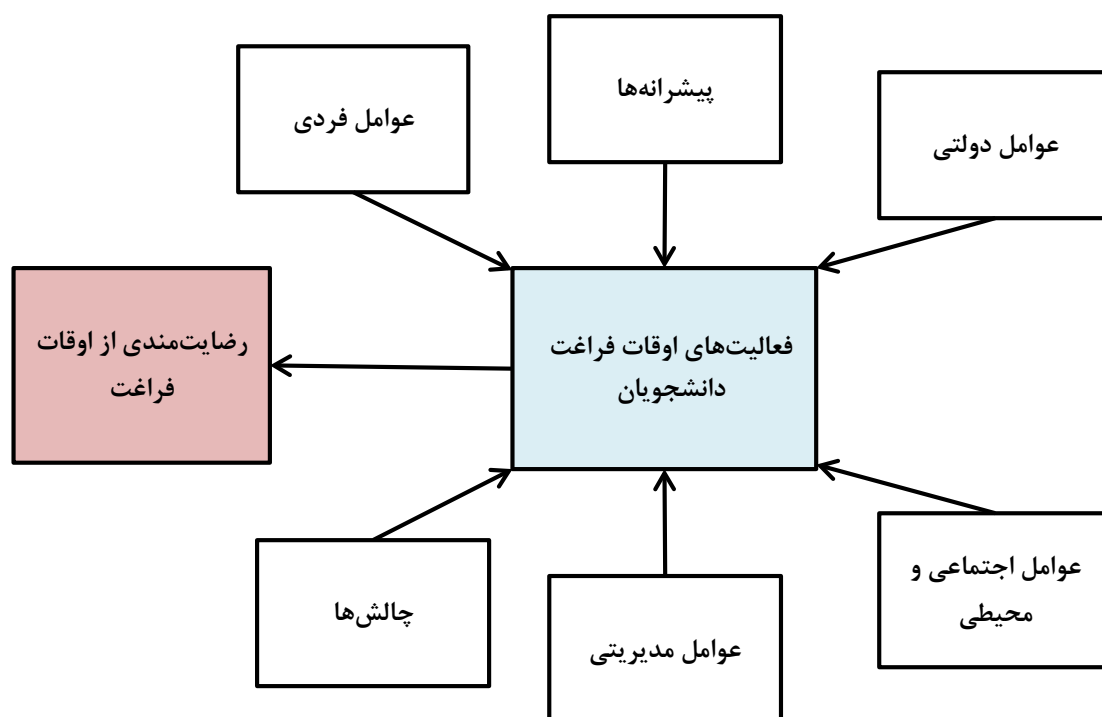 پیشرانه‌ها
عوامل دولتی
عوامل فردی
فعالیت‌های اوقات فراغت
دانشجویان
رضایت‌مندی از اوقات
فراغت
عوامل اجتماعی و
محیطی
عوامل مدیریتی
چالش‌ها